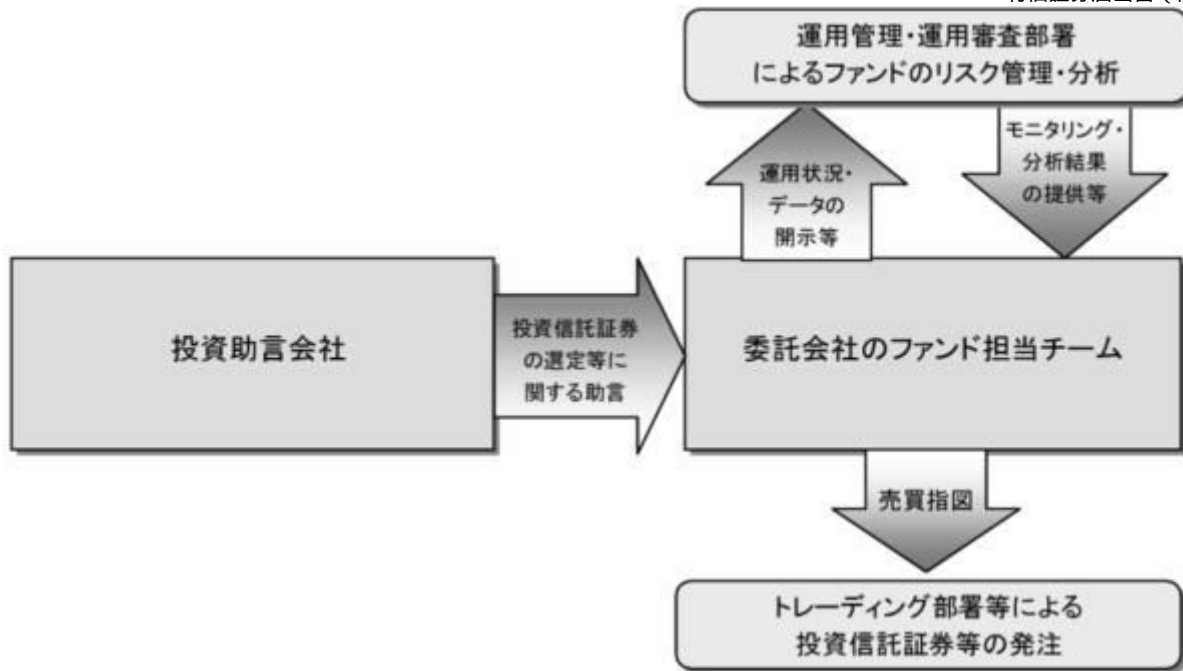 運用管理・運用審査部署
によるファンドのリスク管理・分析
運用状況・
データの
開示等
モニタリング・
分析結果
の提供等
投資助言会社
投資信託証券
の選定等に
関する助言
委託会社のファンド担当チーム
売買指図
トレーディング部署等による
投資信託証券等の発注